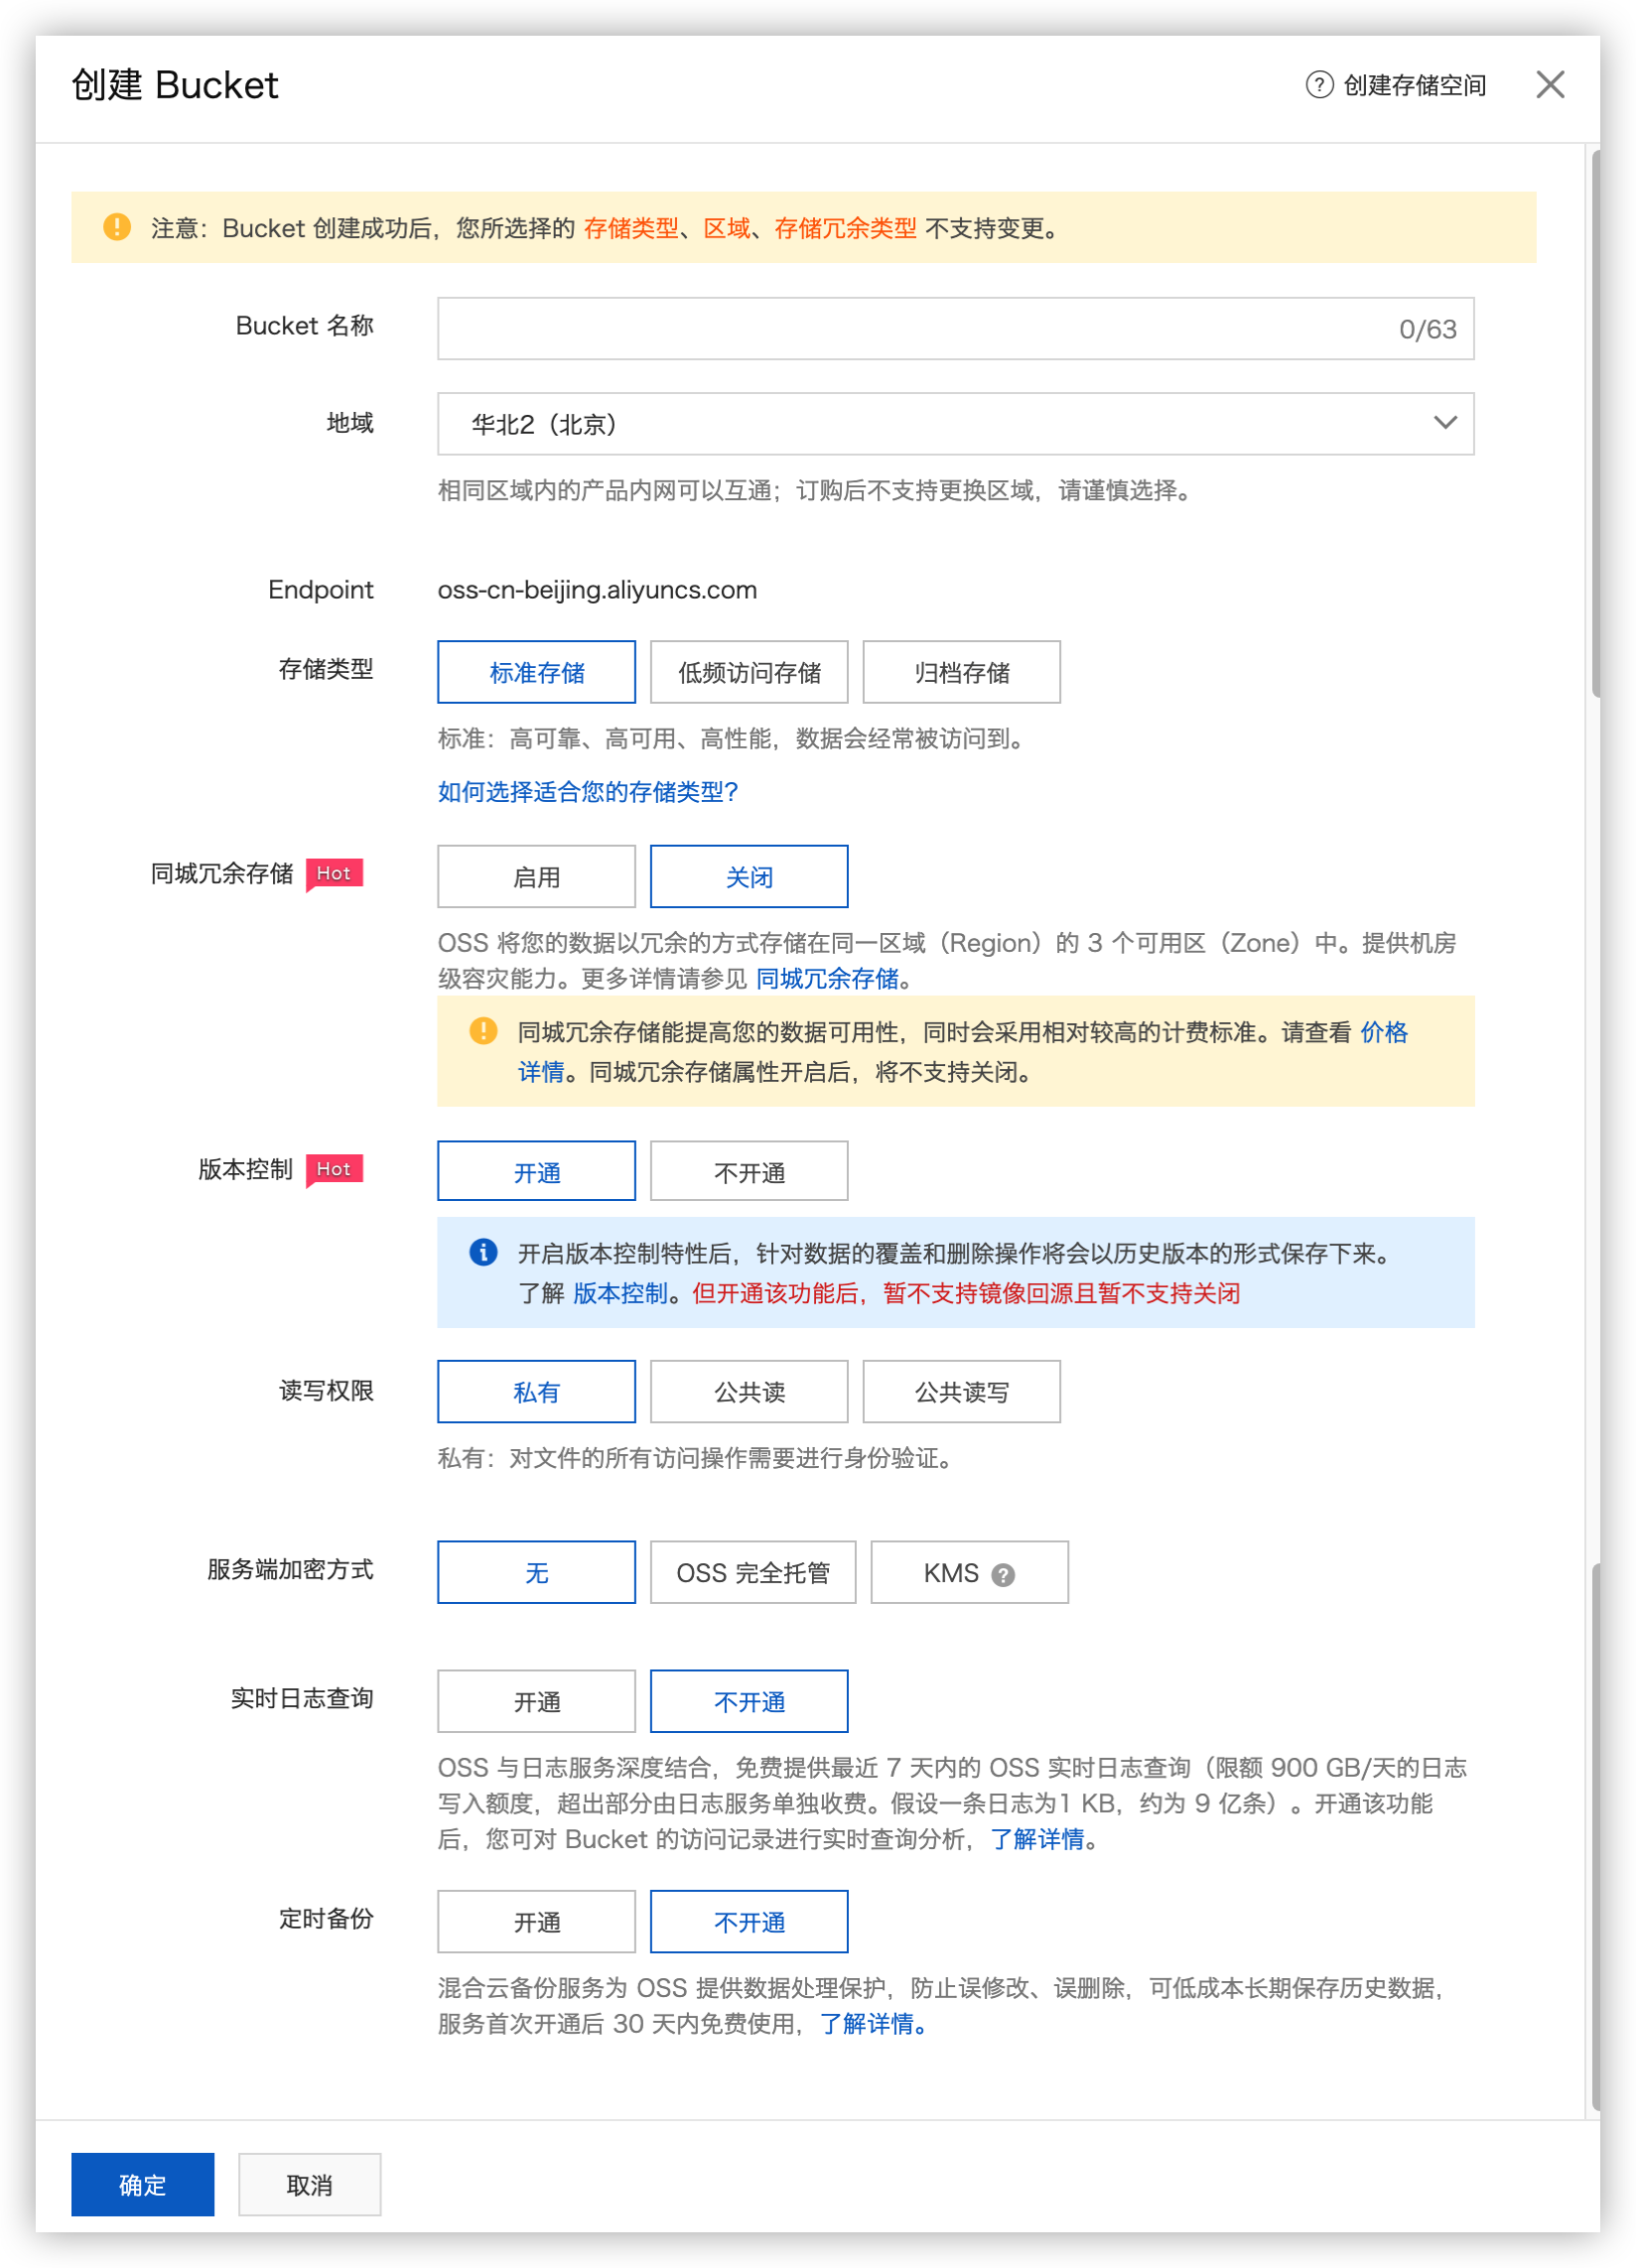 创建 Bucket
? 创建存储空间
注意：Bucket 创建成功后，您所选择的 存储类型、区域、存储冗余类型 不支持变更。
Bucket 名称
0/63
地域
华北2（北京）
相同区域内的产品内网可以互通；订购后不支持更换区域，请谨慎选择。
Endpoint
oss-cn-beijing.aliyuncs.com
存储类型
标准存储 低频访问存储 归档存储
标准：高可靠、高可用、高性能，数据会经常被访问到。
如何选择适合您的存储类型?
同城冗余存储 Hot
启用 关闭
OSS 将您的数据以冗余的方式存储在同一区域（Region）的 3 个可用区（Zone）中。提供机房
级容灾能力。更多详情请参见 同城冗余存储。
同城冗余存储能提高您的数据可用性，同时会采用相对较高的计费标准。请查看 价格
详情。同城冗余存储属性开启后，将不支持关闭。
版本控制 Hot
开通 不开通
开启版本控制特性后，针对数据的覆盖和删除操作将会以历史版本的形式保存下来。
了解 版本控制。但开通该功能后，暂不支持镜像回源且暂不支持关闭
读写权限
私有 公共读 公共读写
私有：对文件的所有访问操作需要进行身份验证。
服务端加密方式
无 OSS 完全托管 KMS ?
实时日志查询
开通 不开通
OSS 与日志服务深度结合，免费提供最近 7 天内的 OSS 实时日志查询（限额 900 GB/天的日志
写入额度，超出部分由日志服务单独收费。假设一条日志为1 KB，约为 9 亿条）。开通该功能
后，您可对 Bucket 的访问记录进行实时查询分析，了解详情。
定时备份
开通 不开通
混合云备份服务为 OSS 提供数据处理保护，防止误修改、误删除，可低成本长期保存历史数据，
服务首次开通后 30 天内免费使用，了解详情。
确定 取消